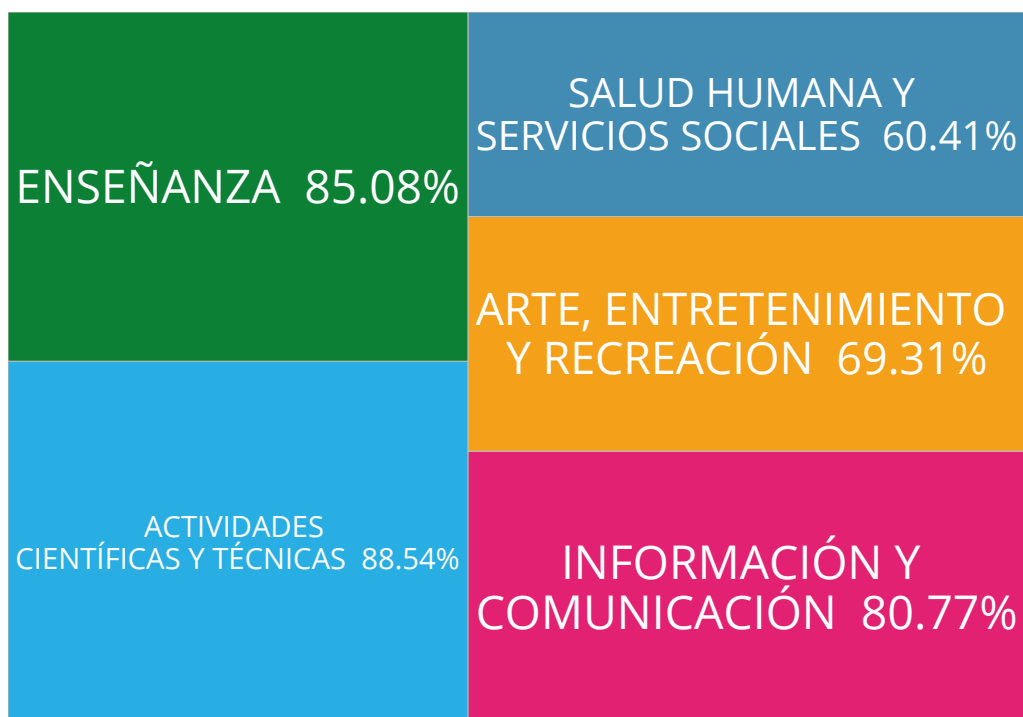 ENSEÑANZA 85.08%
ACTIVIDADES
CIENTÍFICAS Y TÉCNICAS 88.54%
SALUD HUMANA Y
SERVICIOS SOCIALES 60.41%
ARTE, ENTRETENIMIENTO
Y RECREACIÓN 69.31%
INFORMACIÓN Y
COMUNICACIÓN 80.77%